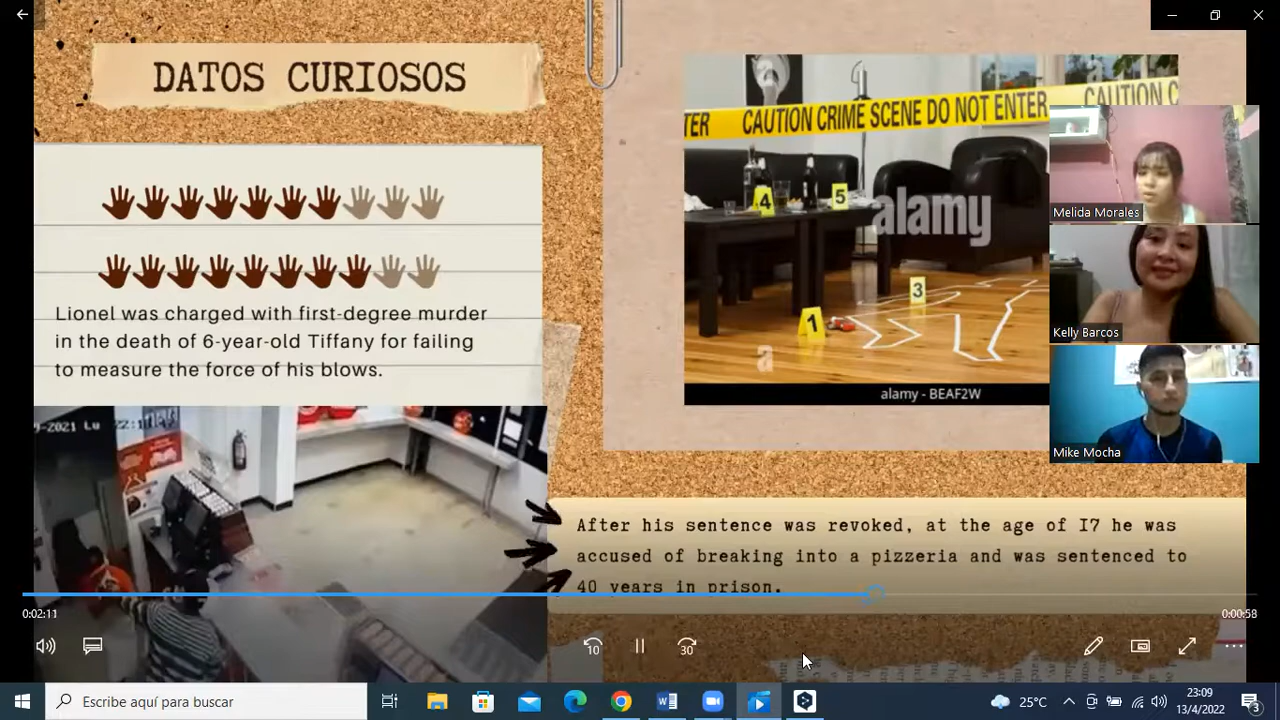 DATOS CURIOSOS
Lionel was charged with first-degree murder
in the death of 6-year-old Tiffany for failing
to measure the force of his blows.
CAUTION CRIME SCENE DO NOT ENTER
CAUTION C
TER
alamy
a
a
4
5
3
1
alamy - BEAF2W
Melida Morales
Kelly Barcos
Mike Mocha
9-2021 Lu
After his sentence was revoked, at the age of I7 he was
accused of breaking into a pizzeria and was sentenced to
40 years in prison.
0:02:11
0:00:58
10
30
Escribe aquí para buscar
25°C
23:09
13/4/2022
3